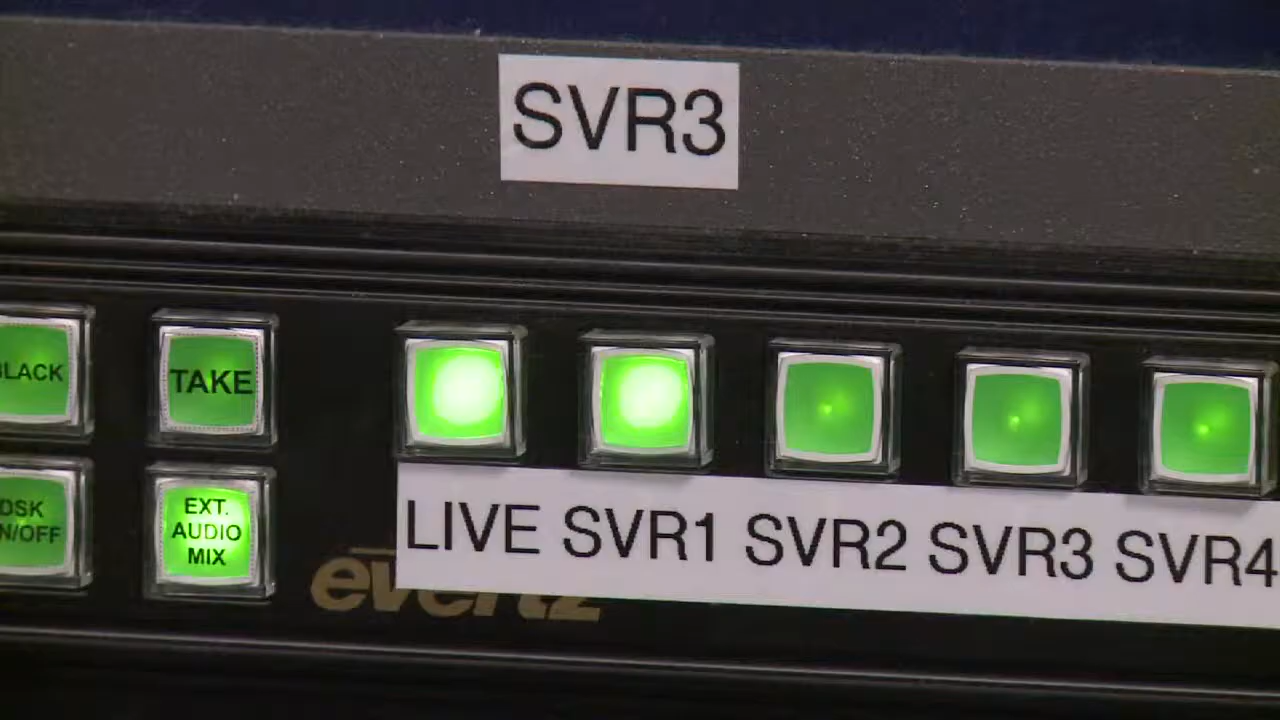 SVR3
BLACK
TAKE
DSK
ON/OFF
EXT.
AUDIO
MIX
LIVE SVR1 SVR2 SVR3 SVR4
evertz